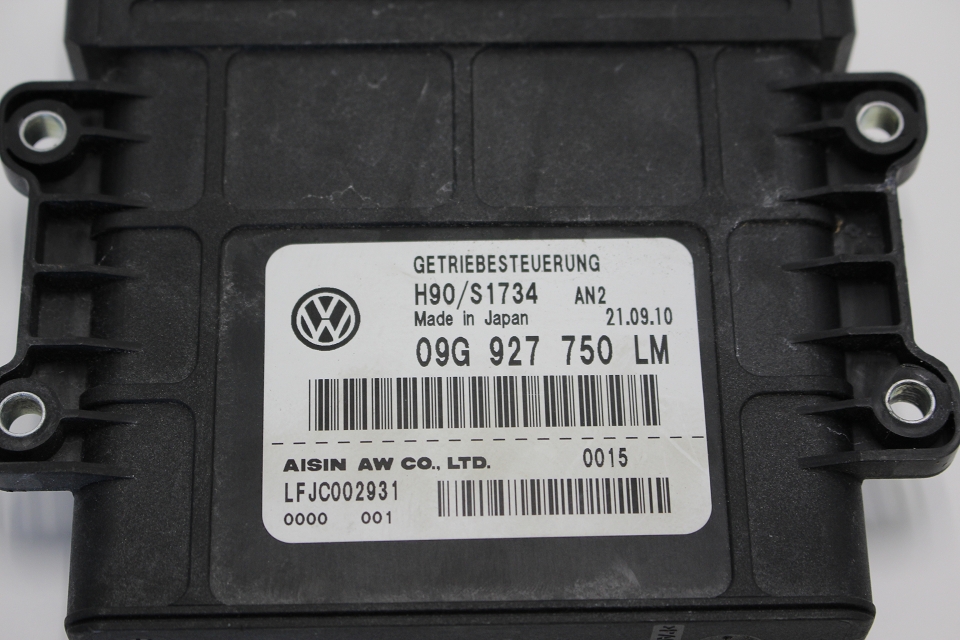 GETRIEBESTEUERUNG
H90/S1734 AN2
Made in Japan 21.09.10
09G 927 750 LM
AISIN AW CO., LTD. 0015
LFJC002931
0000 001